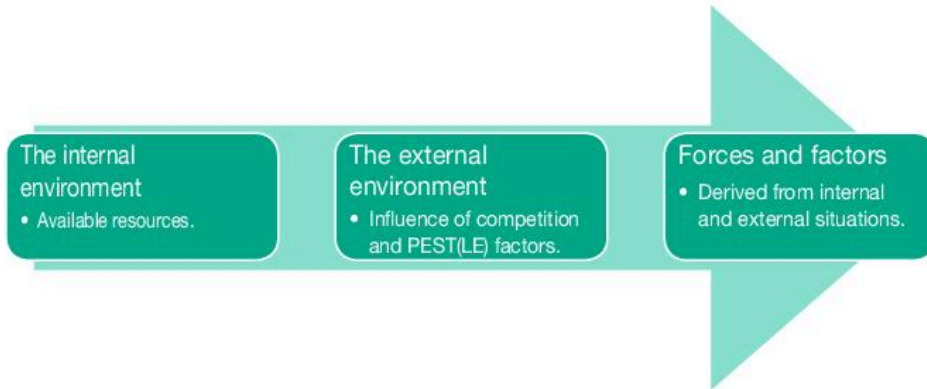 The internal
environment
• Available resources.
The external
environment
• Influence of competition
and PEST(LE) factors.
Forces and factors
• Derived from internal
and external situations.